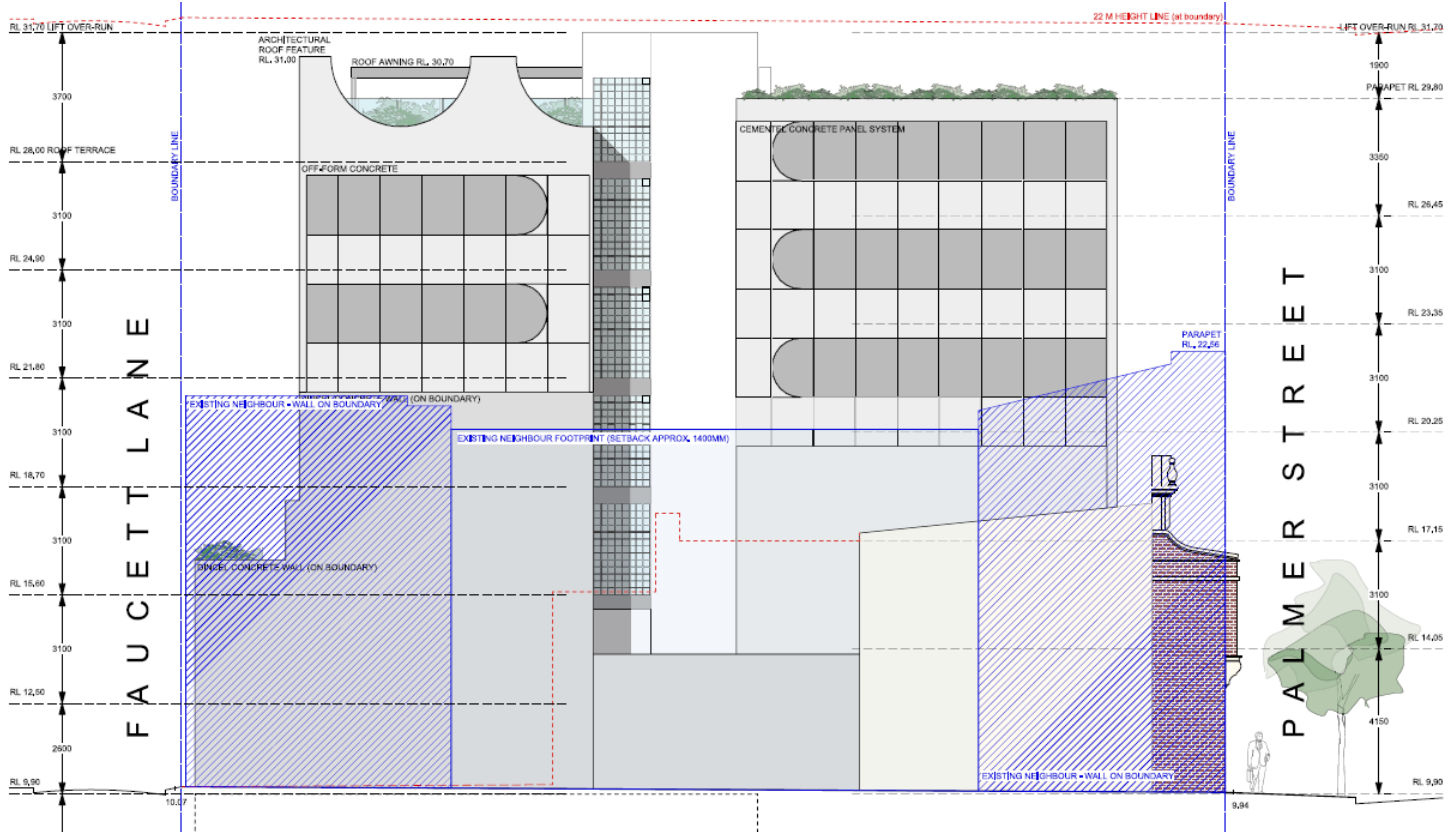 22 M HEIGHT LINE (at boundary)
RL 31,70 LIFT OVER-RUN
LIFT OVER-RUN RL 31,70
ARCHITECTURAL
ROOF FEATURE
RL. 31,00
ROOF AWNING RL. 30,70
1900
3700
PARAPET RL 29,80
CEMENTEL CONCRETE PANEL SYSTEM
BOUNDARY LINE
BOUNDARY LINE
RL 28,00 ROOF TERRACE
3350
OFF-FORM CONCRETE
3100
RL 26,45
RL 24,90
3100
3100
RL 23,35
PARAPET
RL. 22,56
RL 21,80
3100
EXISTING NEIGHBOUR - WALL ON BOUNDARY
(ON BOUNDARY)
3100
RL 20,25
EXISTING NEIGHBOUR FOOTPRINT (SETBACK APPROX. 1400MM)
RL 18,70
3100
3100
RL 17,15
DINCEL CONCRETE WALL (ON BOUNDARY)
RL 15,60
3100
3100
RL 14,05
RL 12,50
4150
2600
EXISTING NEIGHBOUR - WALL ON BOUNDARY
RL 9,90
RL 9,90
10.07
9.94
FAUCETT LANE
PALMER STREET